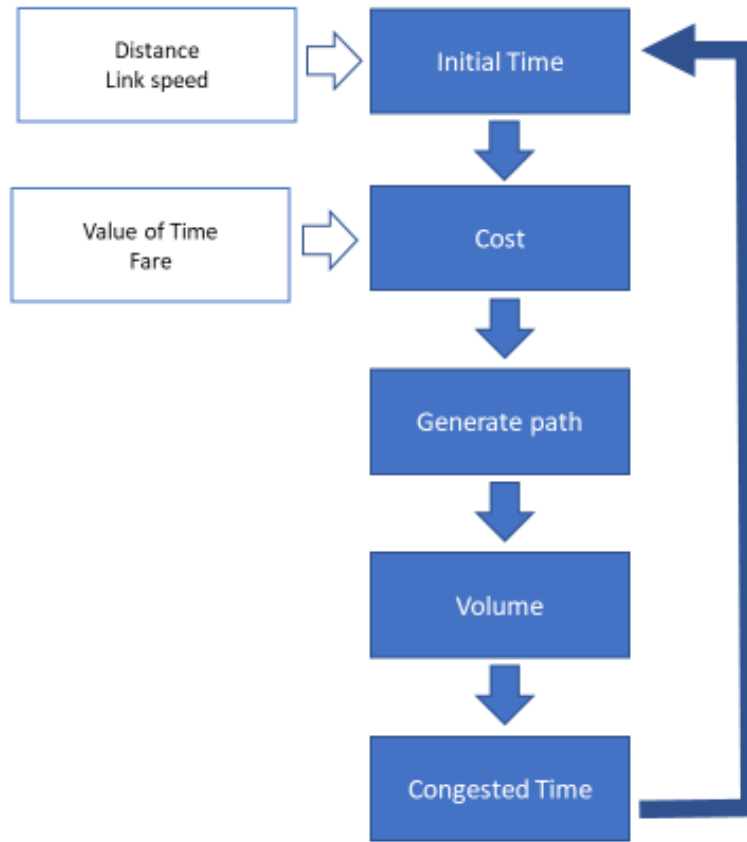 Distance
Link speed
Initial Time
Value of Time
Fare
Cost
Generate path
Volume
Congested Time